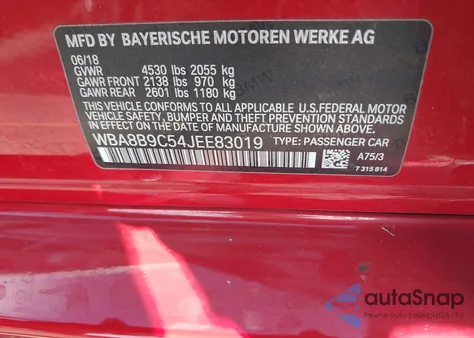 MFD BY BAYERISCHE MOTOREN WERKE AG
06/18
GVWR 4530 lbs 2055 kg
GAWR FRONT 2138 lbs 970 kg
GAWR REAR 2601 lbs 1180 kg
THIS VEHICLE CONFORMS TO ALL APPLICABLE U.S.FEDERAL MOTOR
VEHICLE SAFETY, BUMPER AND THEFT PREVENTION STANDARDS
IN EFFECT ON THE DATE OF MANUFACTURE SHOWN ABOVE.
WBA8B9C54JEE83019 TYPE: PASSENGER CAR
A75/3
7 315 814
autoSnap